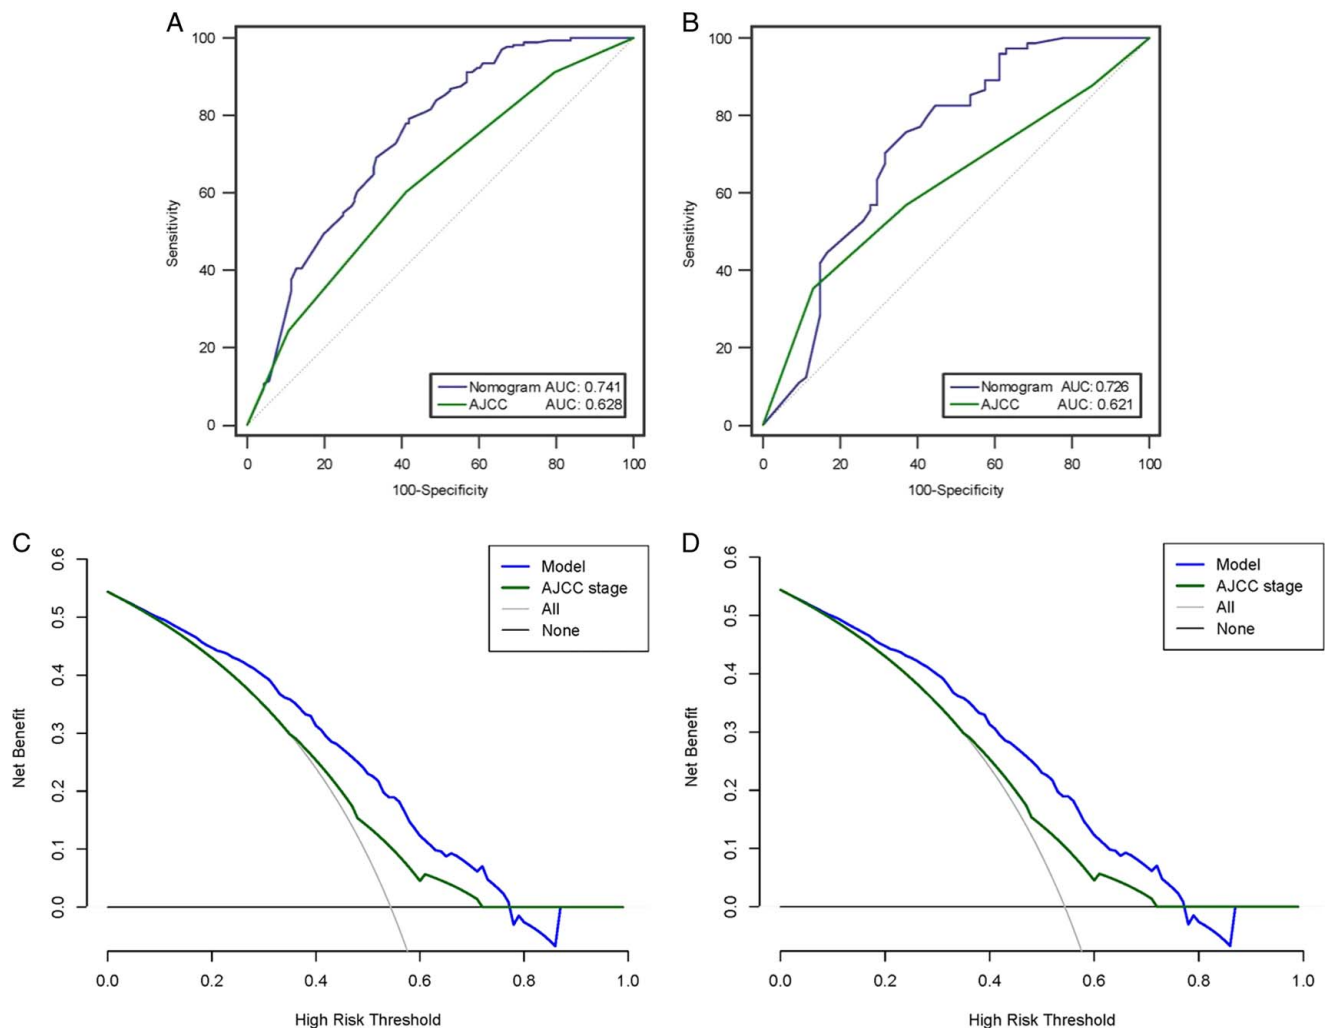 A
100
80
60
40
20
0
Sensitivity
Nomogram AUC: 0.741
AJCC AUC: 0.628
0 20 40 60 80 100
100-Specificity
B
100
80
60
40
20
0
Sensitivity
Nomogram AUC: 0.726
AJCC AUC: 0.621
0 20 40 60 80 100
100-Specificity
C
0.6
0.5
0.4
0.3
0.2
0.1
0.0
Net Benefit
Model
AJCC stage
All
None
0.0 0.2 0.4 0.6 0.8 1.0
High Risk Threshold
D
0.6
0.5
0.4
0.3
0.2
0.1
0.0
Net Benefit
Model
AJCC stage
All
None
0.0 0.2 0.4 0.6 0.8 1.0
High Risk Threshold